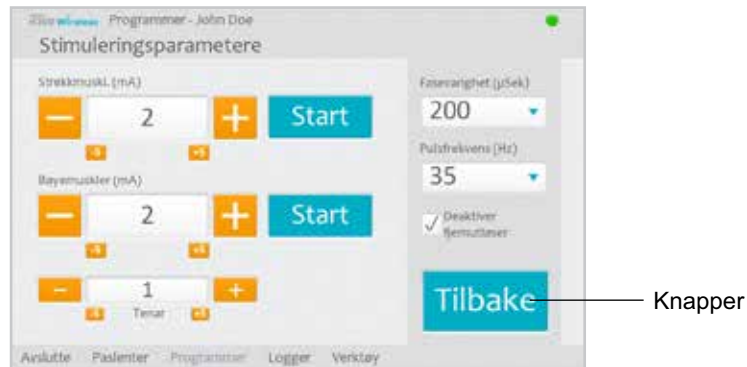 Programmer - John Doe
Stimuleringsparametere
Strekkmuskl. (mA)
2
Start
-5 +5
Bøyemuskler (mA)
2
Start
-5 +5
1
-5 Tenar +5
Fasevarighet (µSek)
200
Pulsfrekvens (Hz)
35
Deaktiver
fjernutløser
Tilbake
Knapper
Avslutte Pasienter Programmer Logger Verktøy